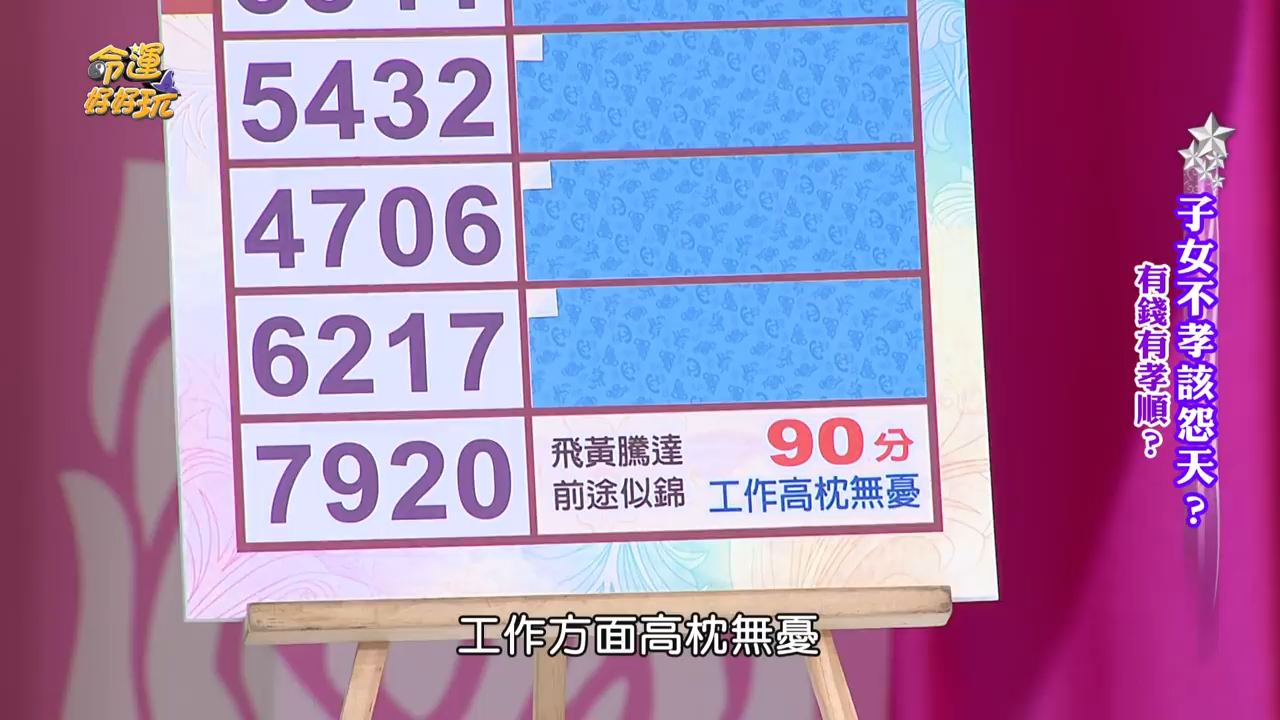 命運
好好玩
5432
4706
6217
7920
飛黃騰達
前途似錦
90分
工作高枕無憂
子女不孝該怨天？
有錢有孝順？
工作方面高枕無憂